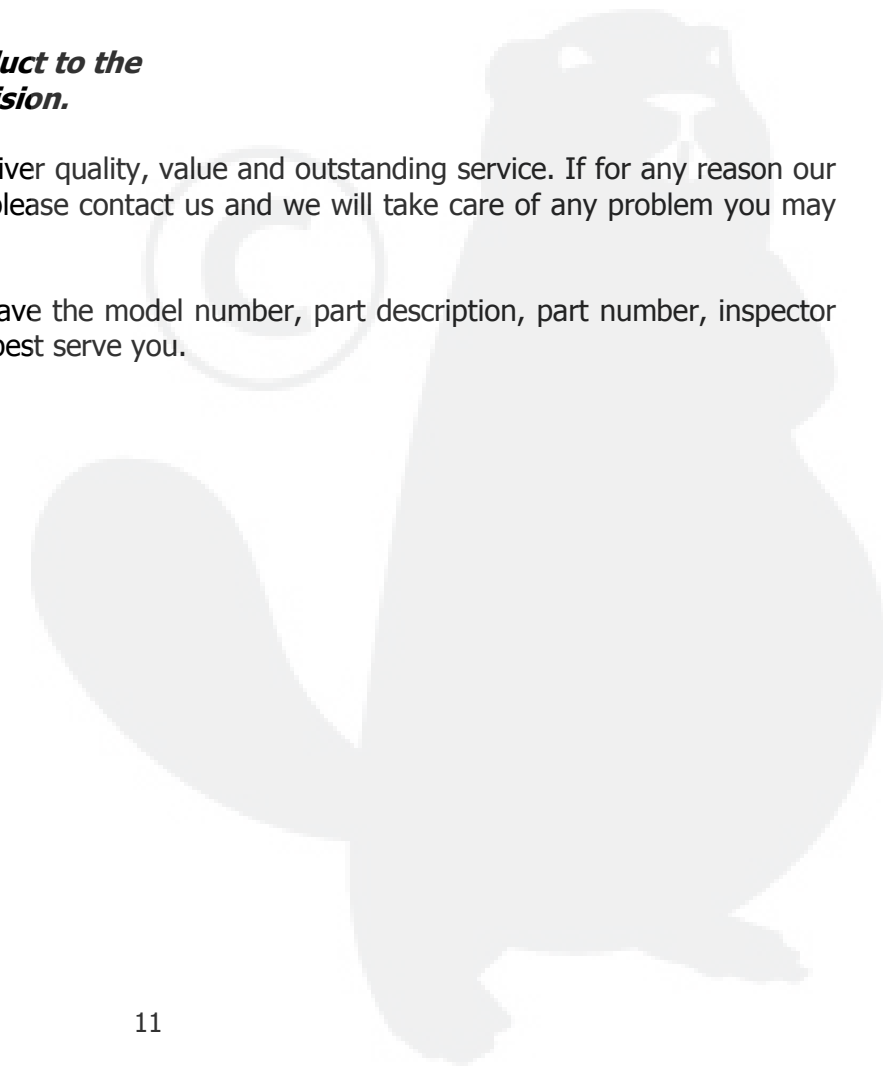 duct to the
ision.
iver quality, value and outstanding service. If for any reason our
please contact us and we will take care of any problem you may
ave the model number, part description, part number, inspector
best serve you.
©
11